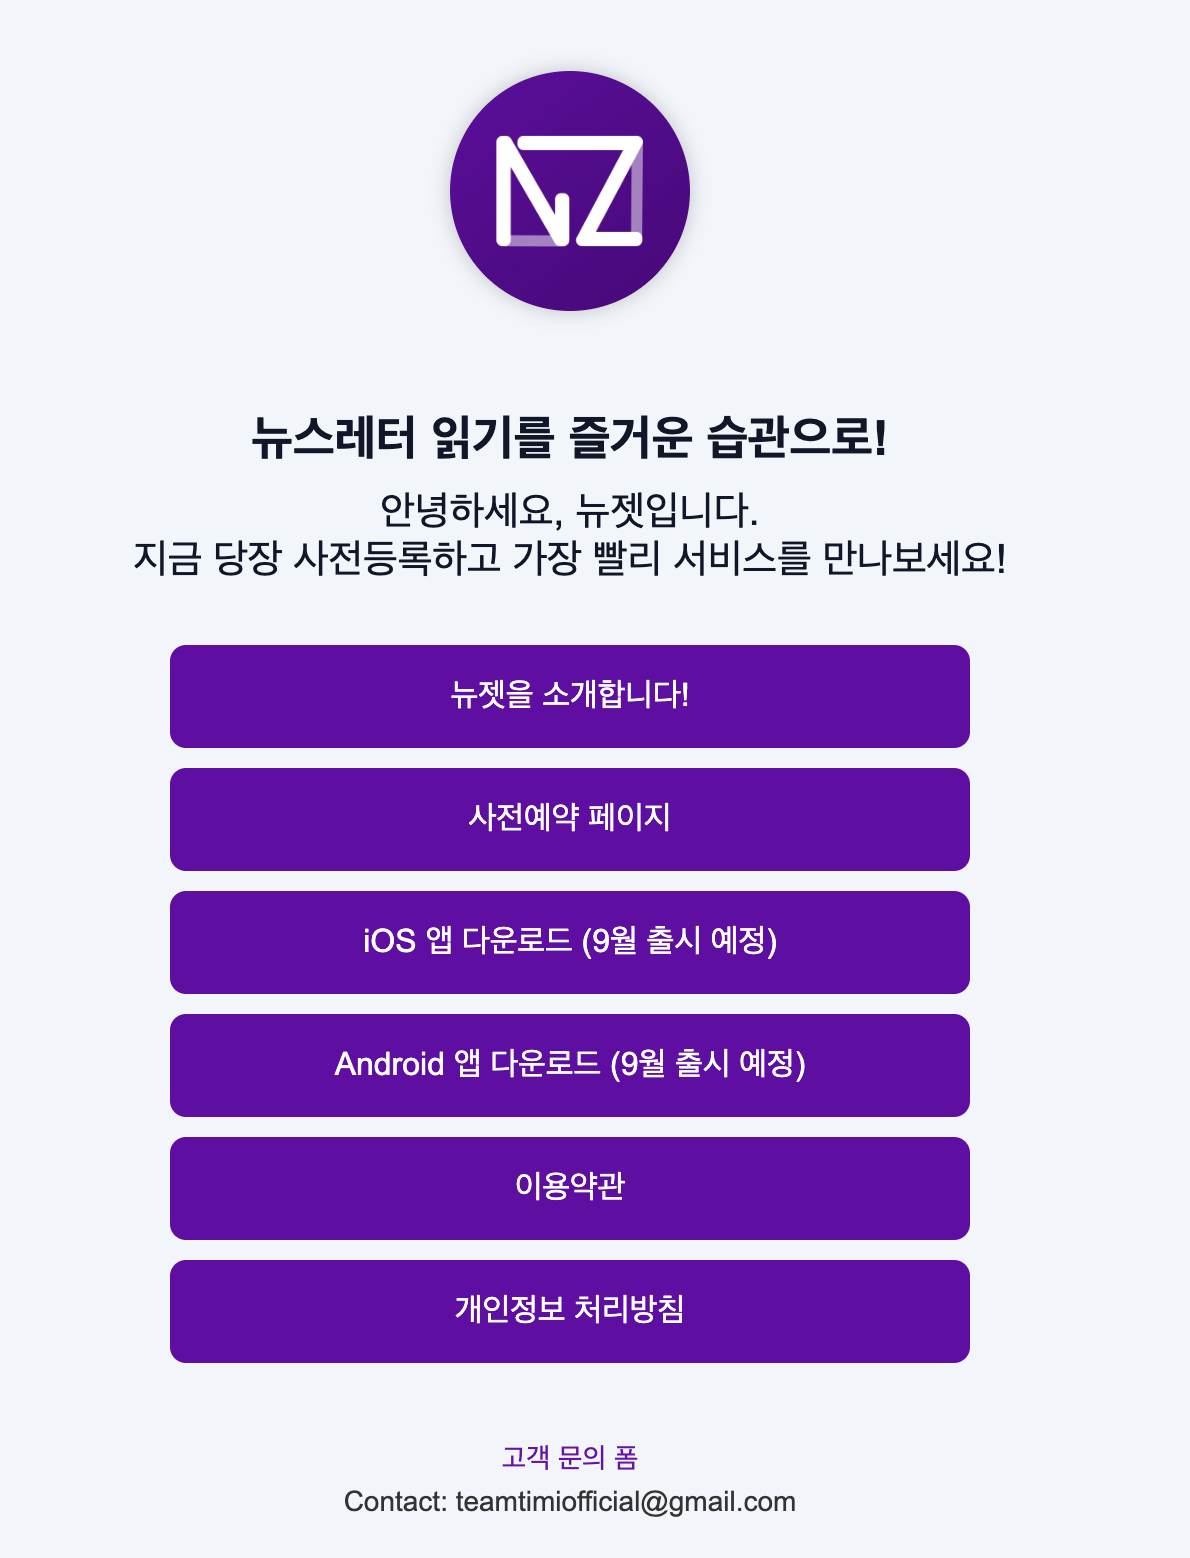 NZ
뉴스레터 읽기를 즐거운 습관으로!
안녕하세요, 뉴젯입니다.
지금 당장 사전등록하고 가장 빨리 서비스를 만나보세요!
뉴젯을 소개합니다!
사전예약 페이지
iOS 앱 다운로드 (9월 출시 예정)
Android 앱 다운로드 (9월 출시 예정)
이용약관
개인정보 처리방침
고객 문의 폼
Contact: teamtimiofficial@gmail.com